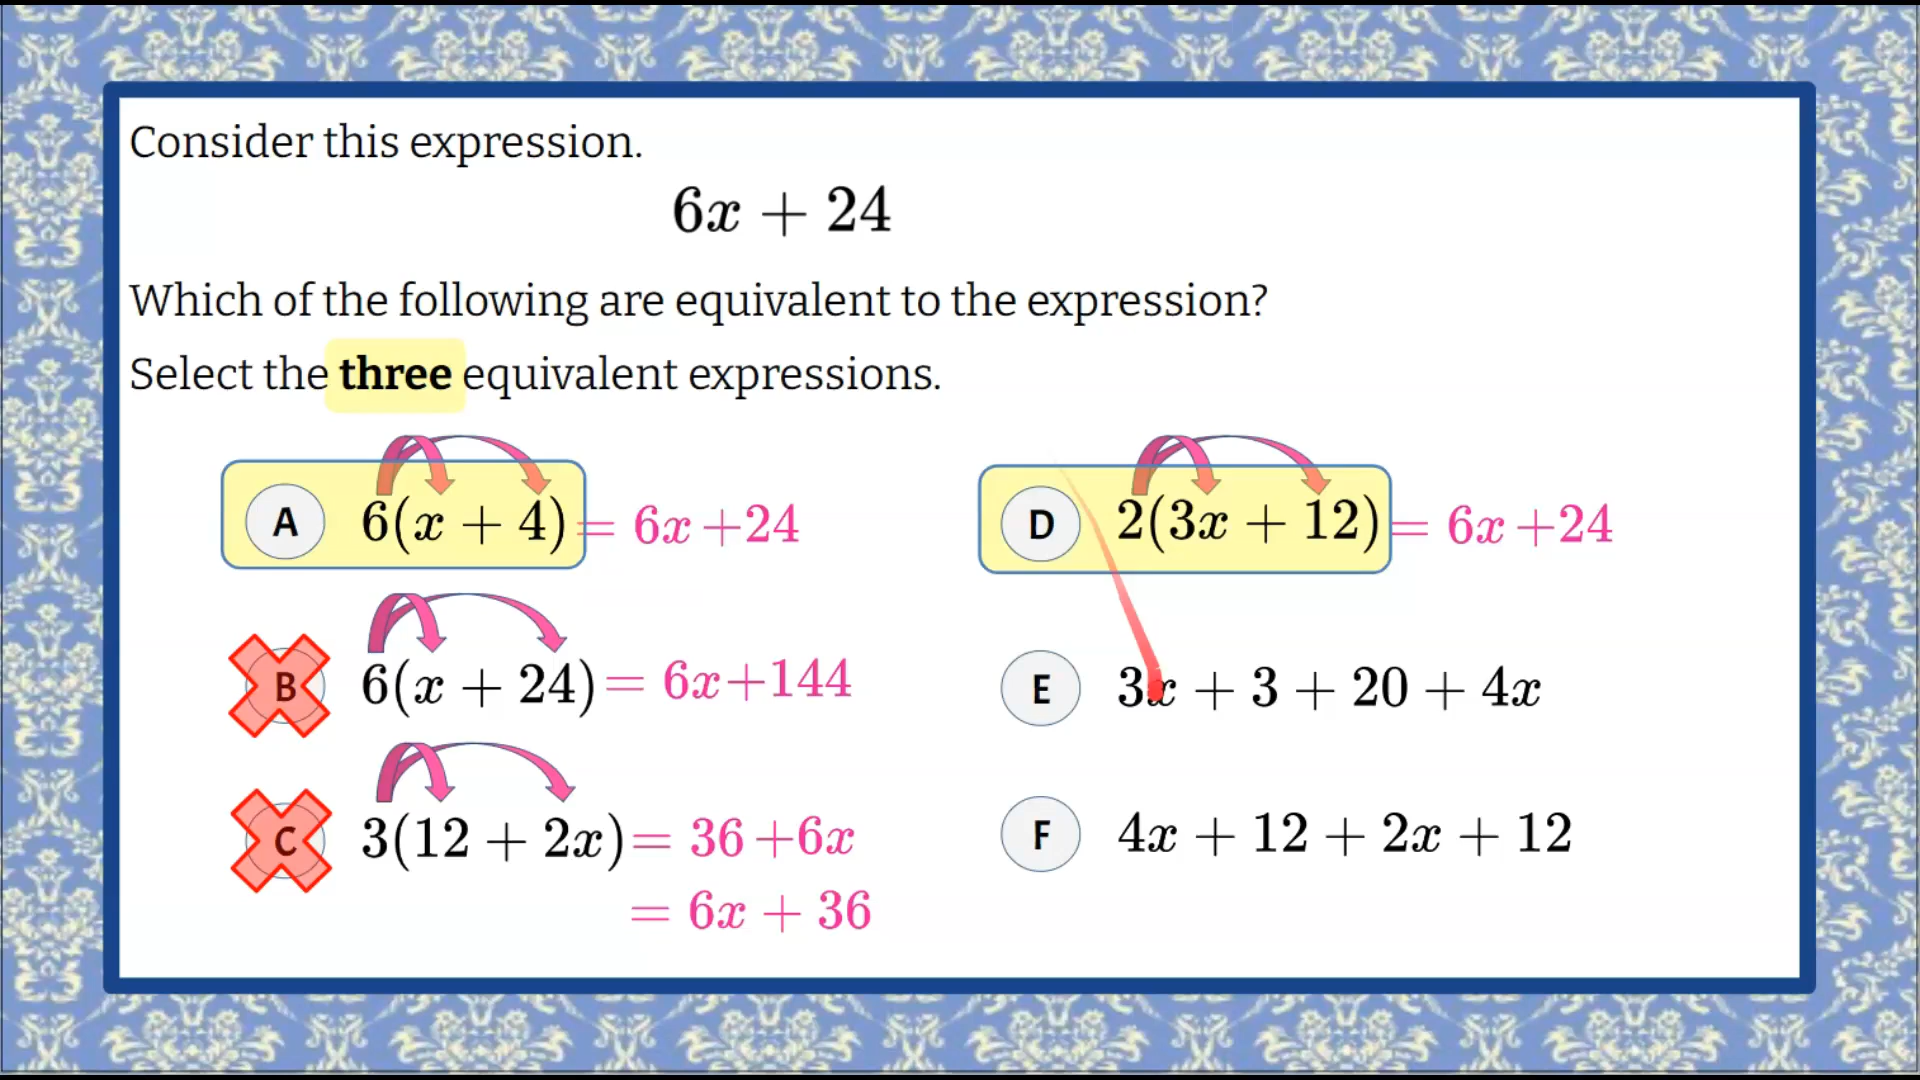 Consider this expression.
6x + 24
Which of the following are equivalent to the expression?
Select the three equivalent expressions.
A 6(x + 4) = 6x +24
B 6(x + 24) = 6x+144
C 3(12 + 2x) = 36 +6x
= 6x + 36
D 2(3x + 12) = 6x +24
E 3x + 3 + 20 + 4x
F 4x + 12 + 2x + 12